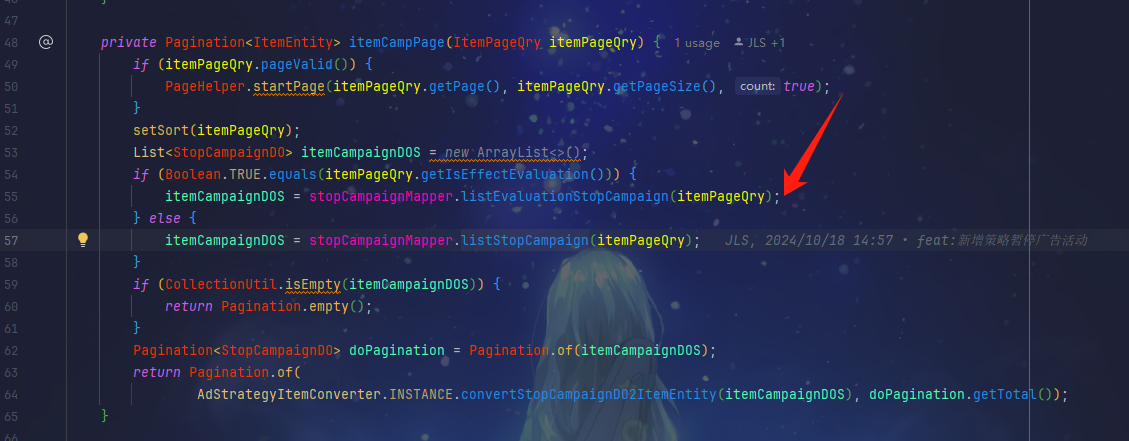 47
48 @ private Pagination<ItemEntity> itemCampPage(ItemPageQry itemPageQry) { 1 usage JLS +1
49 if (itemPageQry.pageValid()) {
50 PageHelper.startPage(itemPageQry.getPage(), itemPageQry.getPageSize(), count: true);
51 }
52 setSort(itemPageQry);
53 List<StopCampaignDO> itemCampaignDOS = new ArrayList<>();
54 if (Boolean.TRUE.equals(itemPageQry.getIsEffectEvaluation())) {
55 itemCampaignDOS = stopCampaignMapper.listEvaluationStopCampaign(itemPageQry);
56 } else {
57 itemCampaignDOS = stopCampaignMapper.listStopCampaign(itemPageQry); JLS, 2024/10/18 14:57 • feat:新增策略暂停广告活动
58 }
59 if (CollectionUtil.isEmpty(itemCampaignDOS)) {
60 return Pagination.empty();
61 }
62 Pagination<StopCampaignDO> doPagination = Pagination.of(itemCampaignDOS);
63 return Pagination.of(
64 AdStrategyItemConverter.INSTANCE.convertStopCampaignDO2ItemEntity(itemCampaignDOS), doPagination.getTotal());
65 }